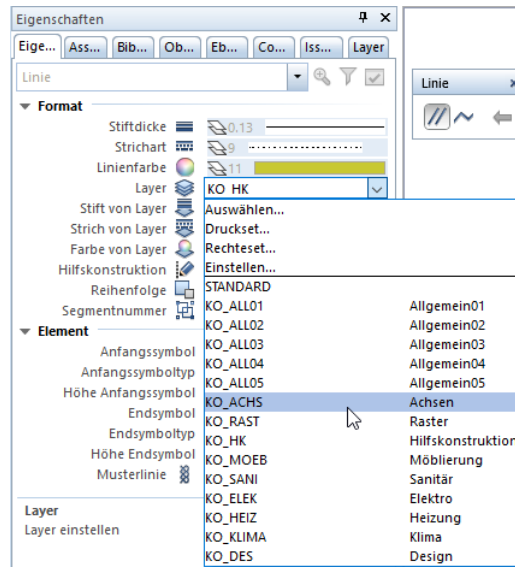 Eigenschaften
Eige... Ass... Bib... Ob... Eb... Co... Iss... Layer
Linie
Linie
Format
Stiftdicke 0.13
Strichart 9
Linienfarbe 11
Layer KO_HK
Stift von Layer
Strich von Layer
Farbe von Layer
Hilfskonstruktion
Reihenfolge
Segmentnummer
Element
Anfangssymbol
Anfangssymboltyp
Höhe Anfangssymbol
Endsymbol
Endsymboltyp
Höhe Endsymbol
Musterlinie
Auswählen...
Druckset...
Rechteset...
Einstellen...
STANDARD
KO_ALL01 Allgemein01
KO_ALL02 Allgemein02
KO_ALL03 Allgemein03
KO_ALL04 Allgemein04
KO_ALL05 Allgemein05
KO_ACHS Achsen
KO_RAST Raster
KO_HK Hilfskonstruktion
KO_MOEB Möblierung
KO_SANI Sanitär
KO_ELEK Elektro
KO_HEIZ Heizung
KO_KLIMA Klima
KO_DES Design
Layer
Layer einstellen